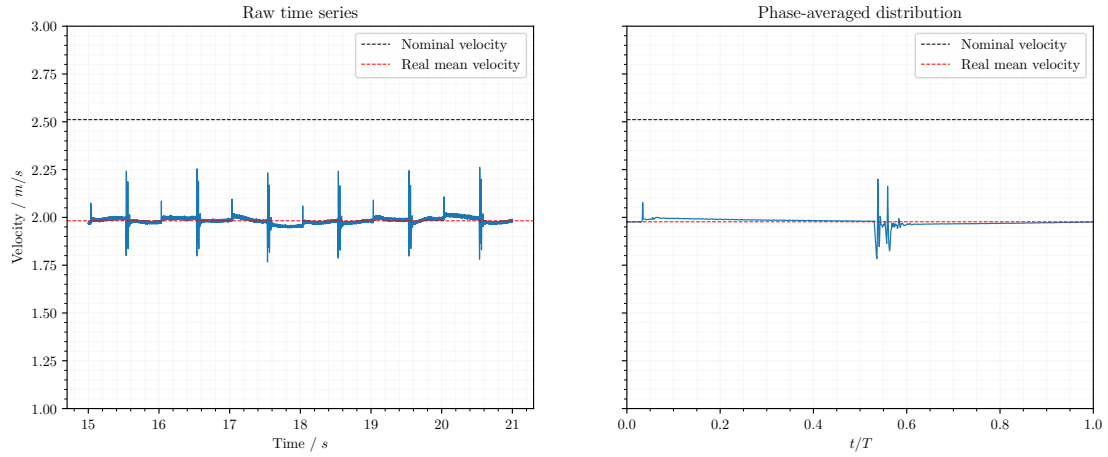 Raw time series
3.00
2.75
2.50
2.25
2.00
1.75
1.50
1.25
1.00
Velocity / m/s
Nominal velocity
Real mean velocity
15 16 17 18 19 20 21
Time / s
Phase-averaged distribution
Nominal velocity
Real mean velocity
0.0 0.2 0.4 0.6 0.8 1.0
t/T